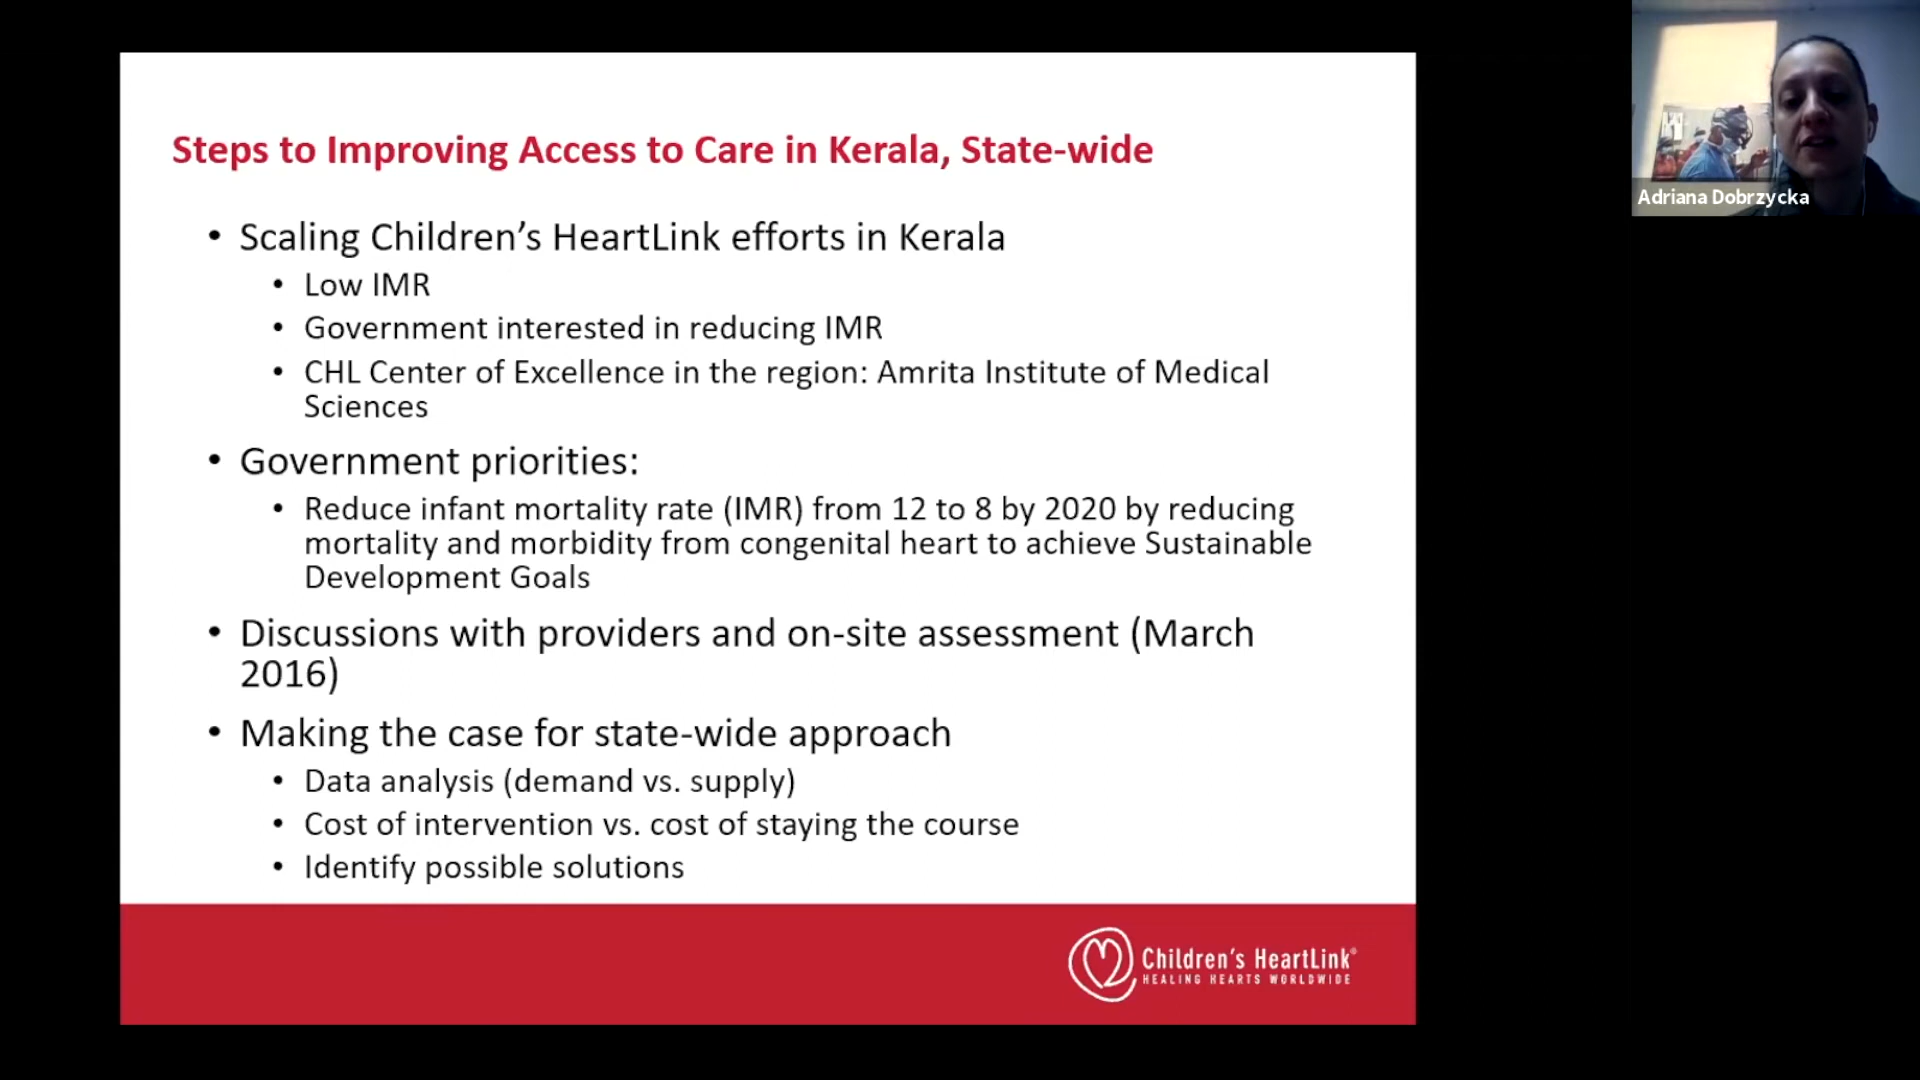 Steps to Improving Access to Care in Kerala, State-wide
• Scaling Children’s HeartLink efforts in Kerala
• Low IMR
• Government interested in reducing IMR
• CHL Center of Excellence in the region: Amrita Institute of Medical
Sciences
• Government priorities:
• Reduce infant mortality rate (IMR) from 12 to 8 by 2020 by reducing
mortality and morbidity from congenital heart to achieve Sustainable
Development Goals
• Discussions with providers and on-site assessment (March
2016)
• Making the case for state-wide approach
• Data analysis (demand vs. supply)
• Cost of intervention vs. cost of staying the course
• Identify possible solutions
Children’s HeartLink®
HEALING HEARTS WORLDWIDE
Adriana Dobrzycka